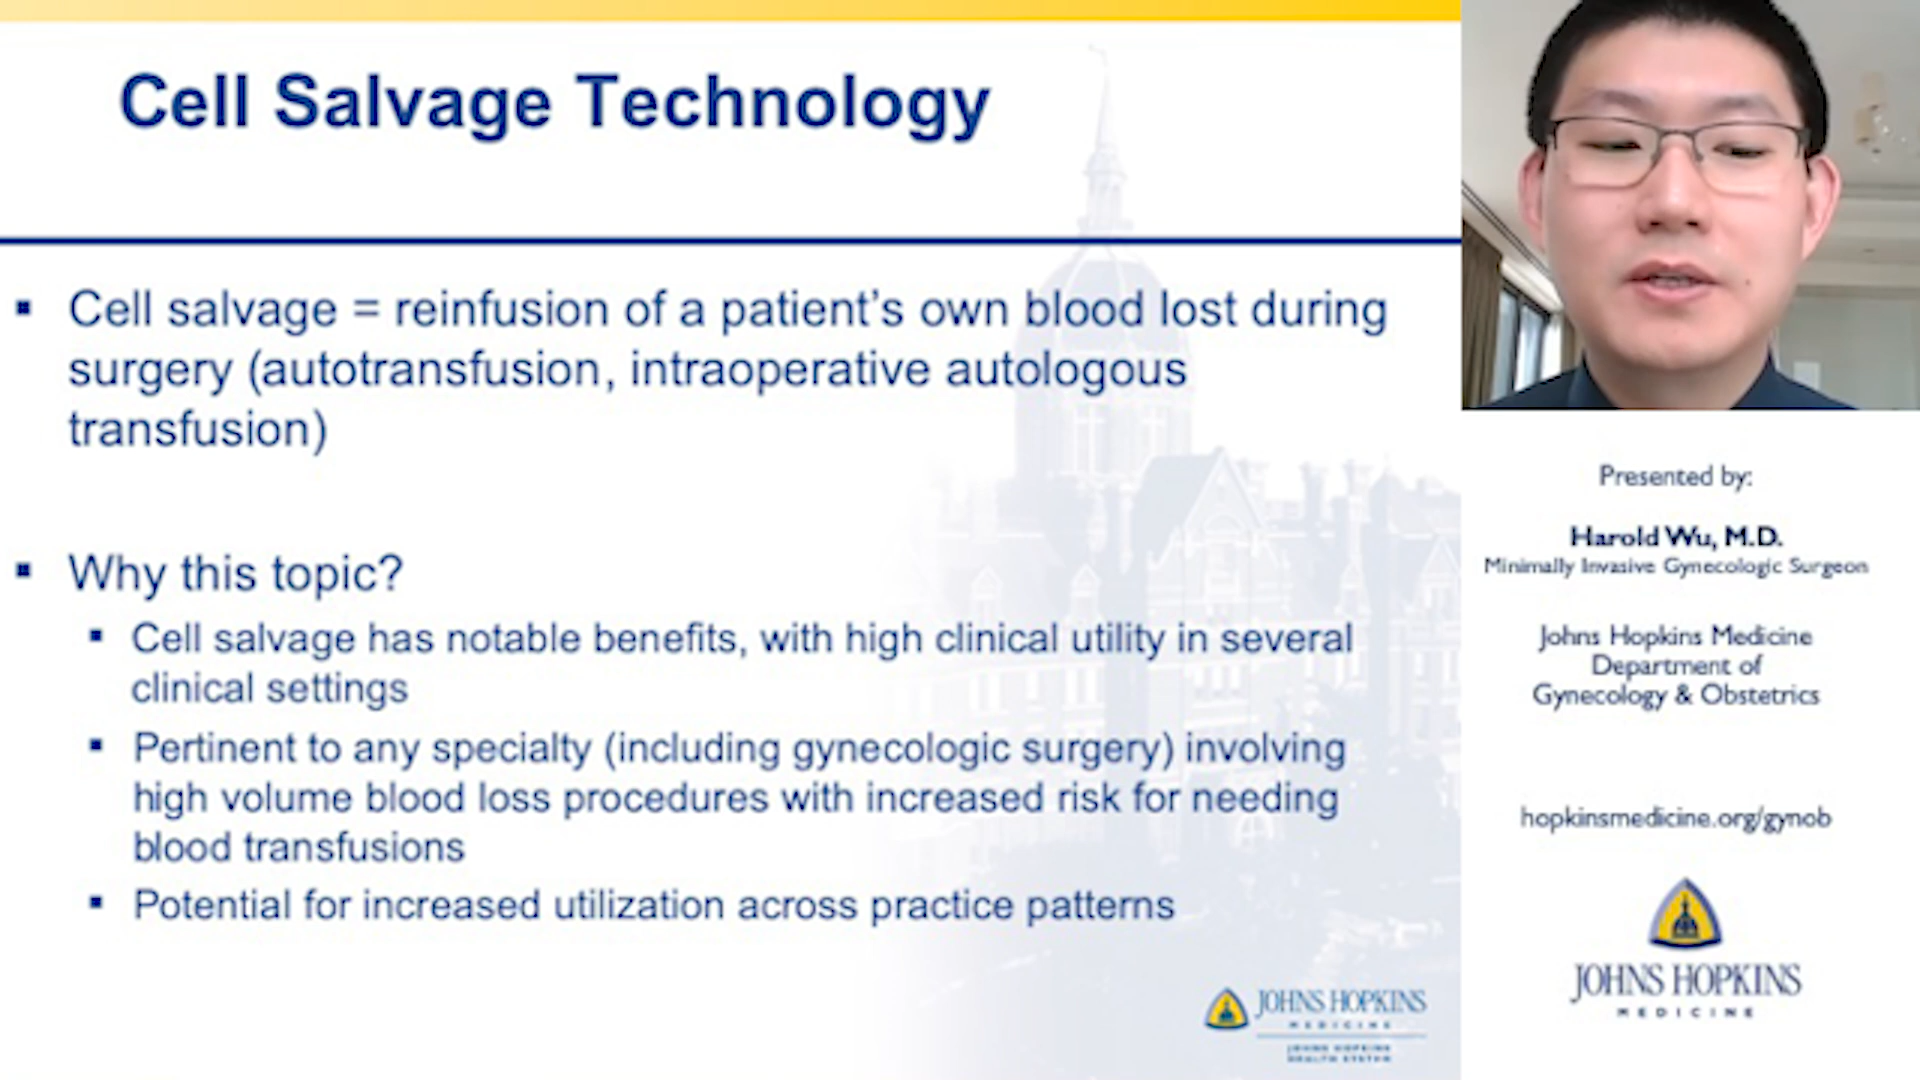 Cell Salvage Technology
▪ Cell salvage = reinfusion of a patient's own blood lost during
surgery (autotransfusion, intraoperative autologous
transfusion)
▪ Why this topic?
▪ Cell salvage has notable benefits, with high clinical utility in several
clinical settings
▪ Pertinent to any specialty (including gynecologic surgery) involving
high volume blood loss procedures with increased risk for needing
blood transfusions
▪ Potential for increased utilization across practice patterns
JOHNS HOPKINS
MEDICINE
JOHNS HOPKINS
HEALTH SYSTEM
Presented by:
Harold Wu, M.D.
Minimally Invasive Gynecologic Surgeon
Johns Hopkins Medicine
Department of
Gynecology & Obstetrics
hopkinsmedicine.org/gynob
JOHNS HOPKINS
MEDICINE